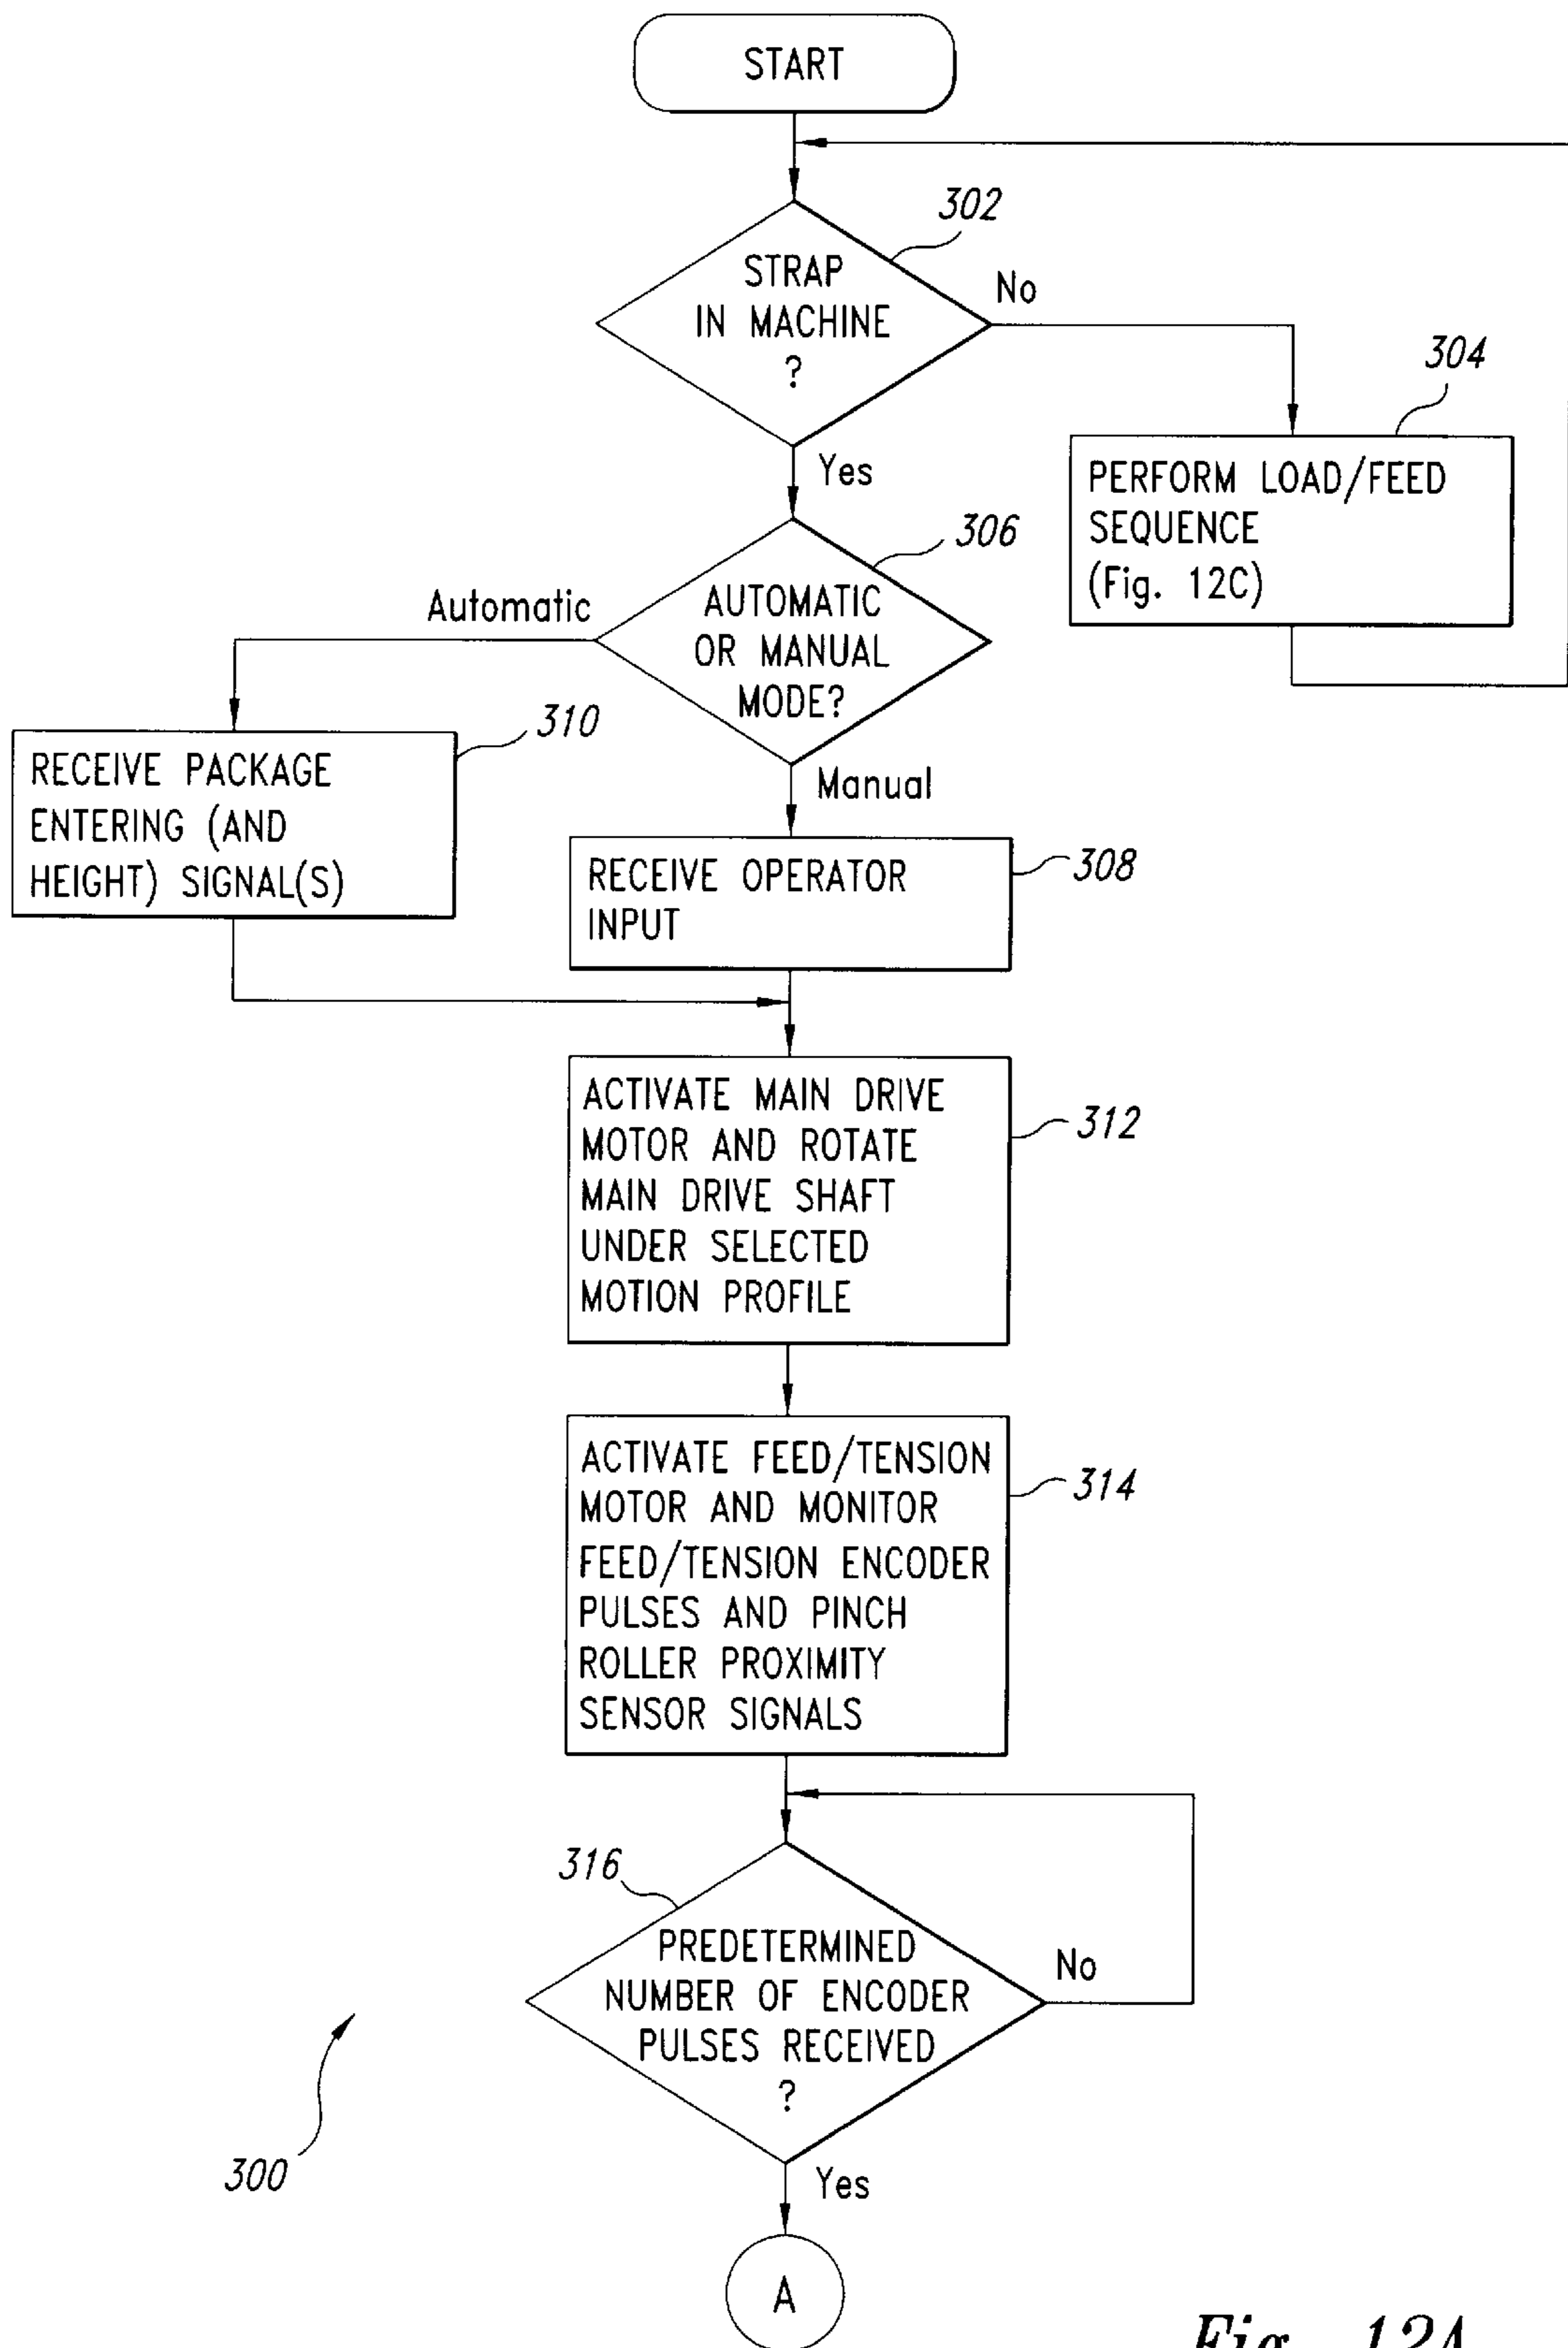 START
302
STRAP
IN MACHINE
?
No
304
Yes
PERFORM LOAD/FEED
SEQUENCE
(Fig. 12C)
306
Automatic
AUTOMATIC
OR MANUAL
MODE?
310
Manual
RECEIVE PACKAGE
ENTERING (AND
HEIGHT) SIGNAL(S)
308
RECEIVE OPERATOR
INPUT
312
ACTIVATE MAIN DRIVE
MOTOR AND ROTATE
MAIN DRIVE SHAFT
UNDER SELECTED
MOTION PROFILE
314
ACTIVATE FEED/TENSION
MOTOR AND MONITOR
FEED/TENSION ENCODER
PULSES AND PINCH
ROLLER PROXIMITY
SENSOR SIGNALS
316
PREDETERMINED
NUMBER OF ENCODER
PULSES RECEIVED
?
No
300
Yes
A
Fig. 12A